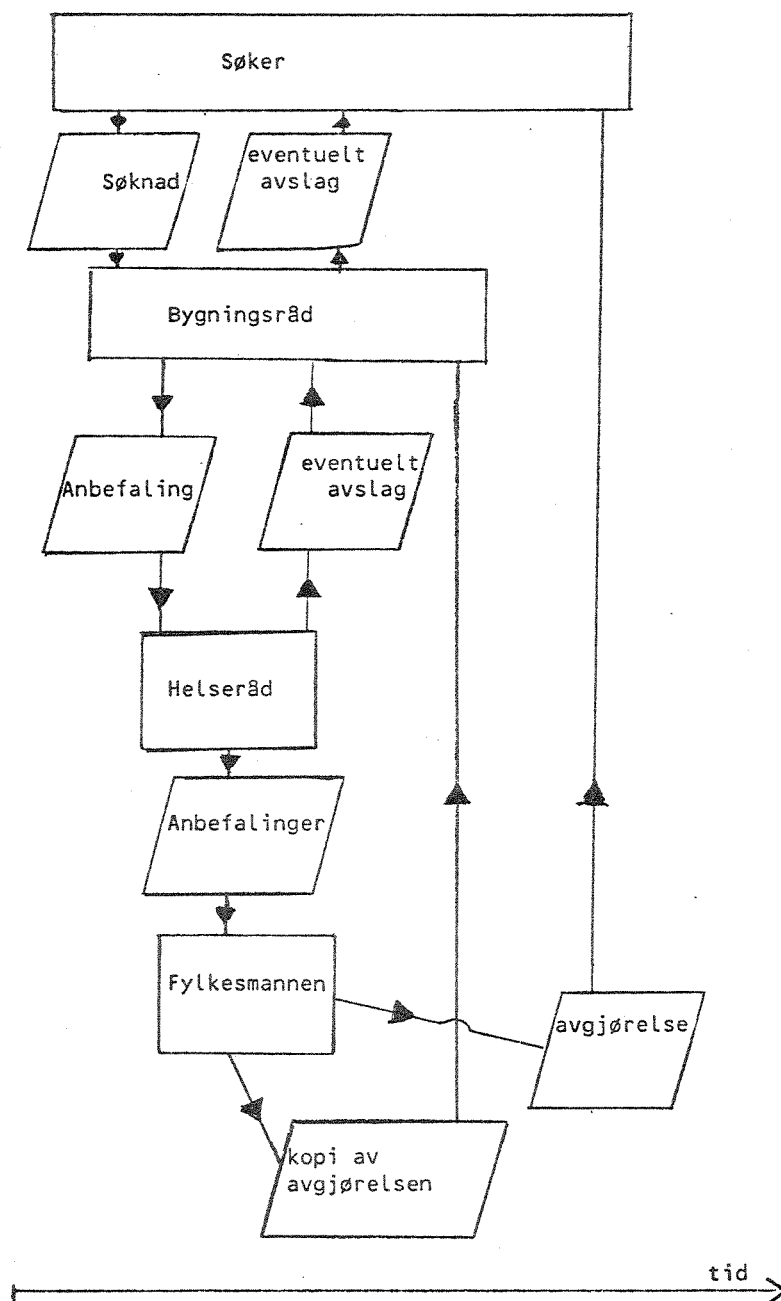 Søker
Søknad
eventuelt
avslag
Bygningsråd
Anbefaling
eventuelt
avslag
Helseråd
Anbefalinger
Fylkesmannen
avgjørelse
kopi av
avgjørelsen
tid